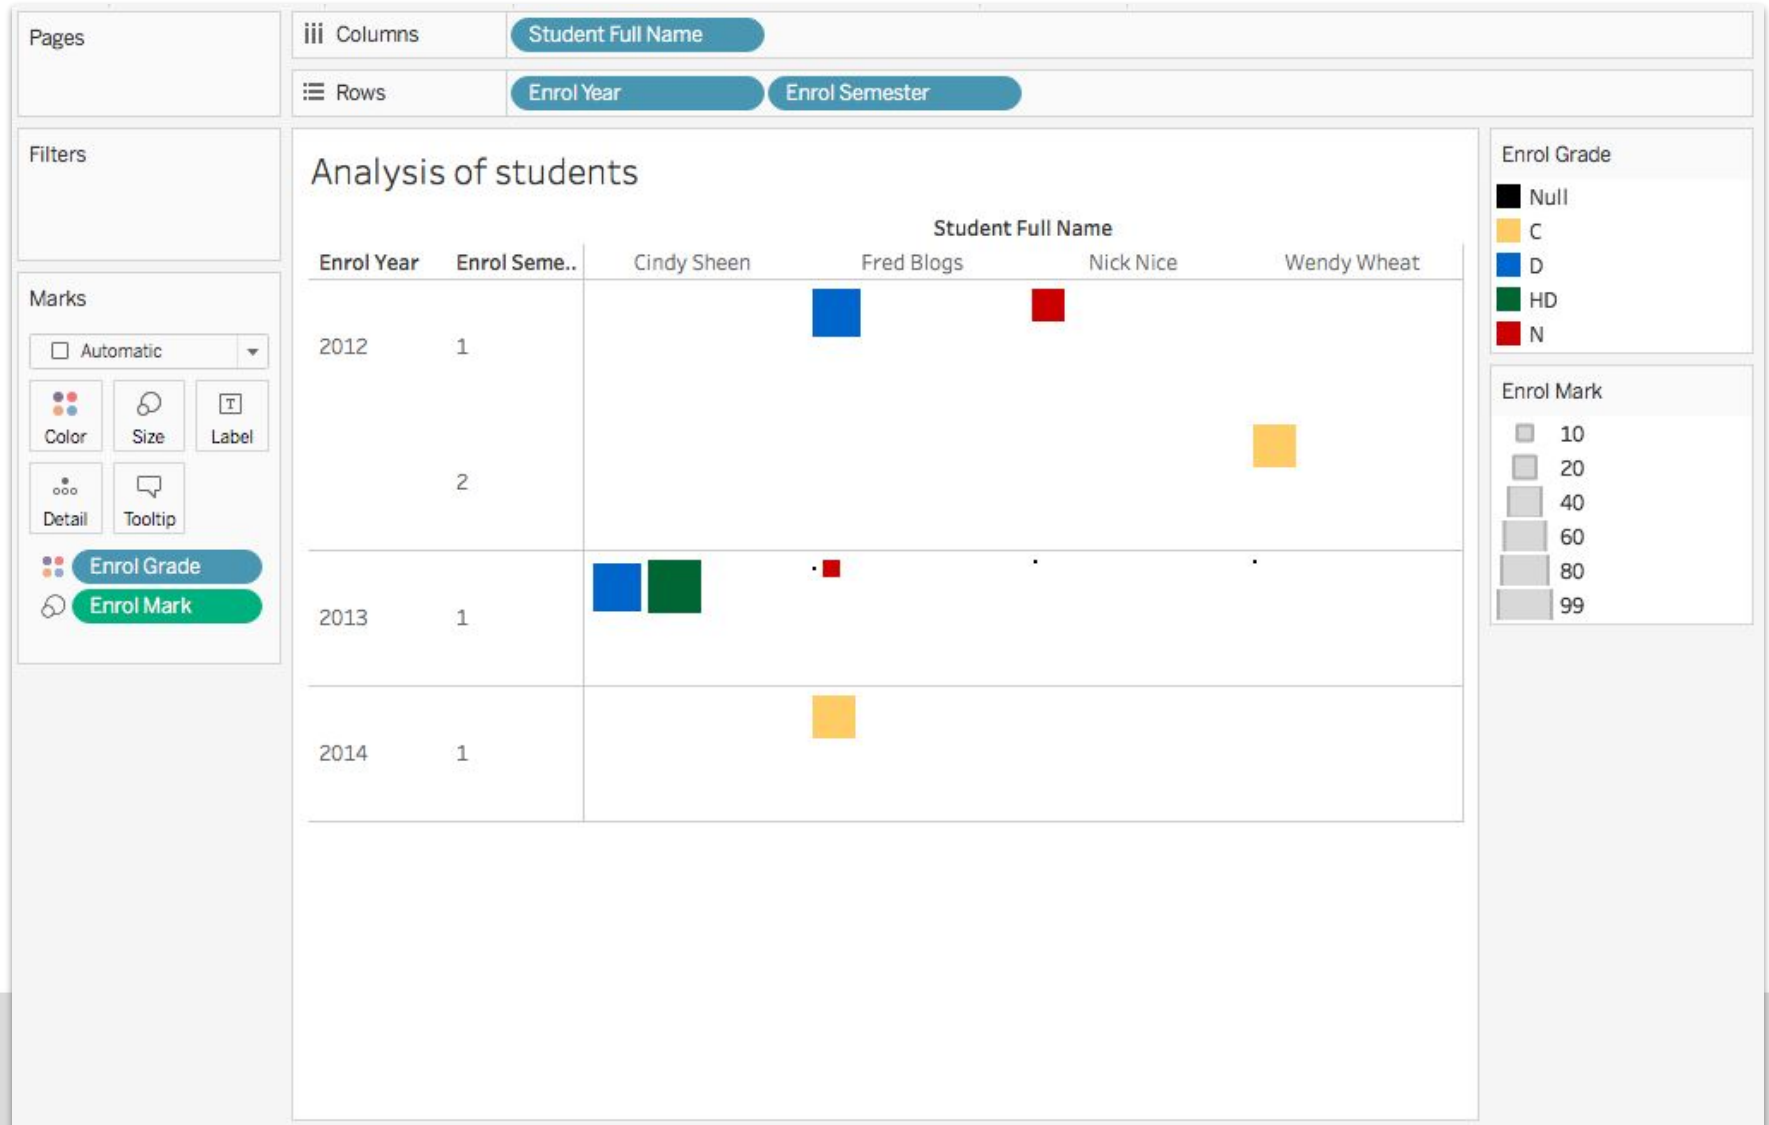 Pages
Columns Student Full Name
Rows Enrol Year Enrol Semester
Filters
Marks
Automatic
Color Size Label
Detail Tooltip
Enrol Grade
Enrol Mark
Analysis of students
Student Full Name
Enrol Year Enrol Seme.. Cindy Sheen Fred Blogs Nick Nice Wendy Wheat
2012 1
2
2013 1
2014 1
Enrol Grade
Null
C
D
HD
N
Enrol Mark
10
20
40
60
80
99